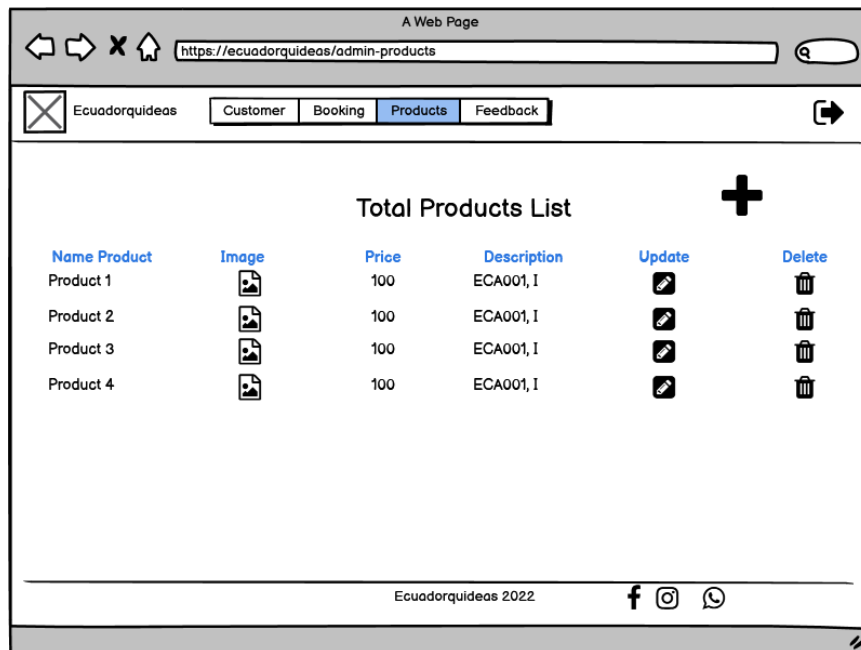 A Web Page
https://ecuadorquideas/admin-products
Ecuadorquideas Customer Booking Products Feedback
Total Products List
Name Product Image Price Description Update Delete
Product 1 100 ECA001, I
Product 2 100 ECA001, I
Product 3 100 ECA001, I
Product 4 100 ECA001, I
Ecuadorquideas 2022